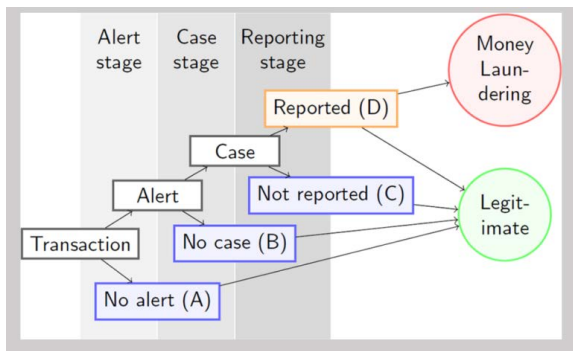 Alert
stage
Case
stage
Reporting
stage
Money
Laun-
dering
Reported (D)
Case
Alert
Not reported (C)
Legit-
imate
Transaction
No case (B)
No alert (A)